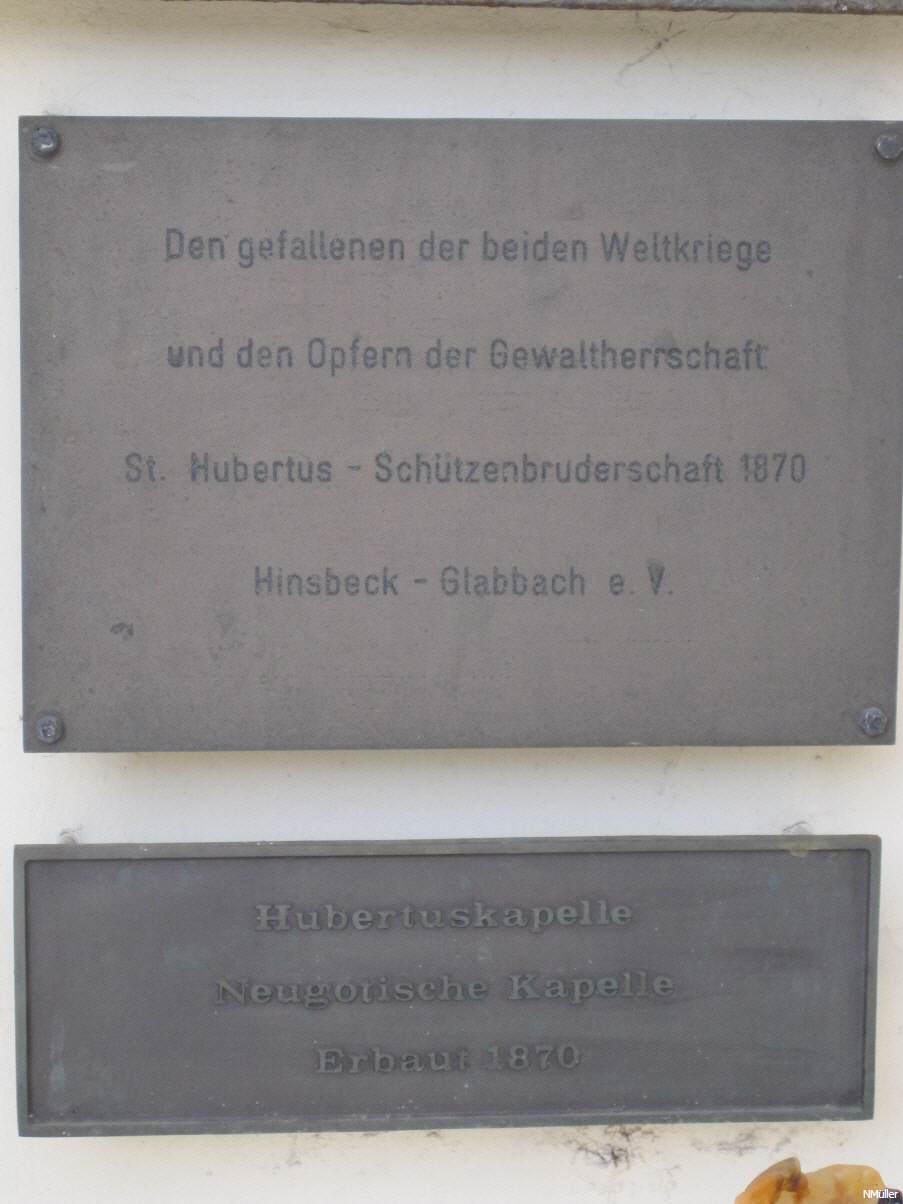 Den gefallenen der beiden Weltkriege
und den Opfern der Gewaltherrschaft
St. Hubertus - Schützenbruderschaft 1870
Hinsbeck - Glabbach e. V.
Hubertuskapelle
Neugotische Kapelle
Erbaut 1870
NMüller